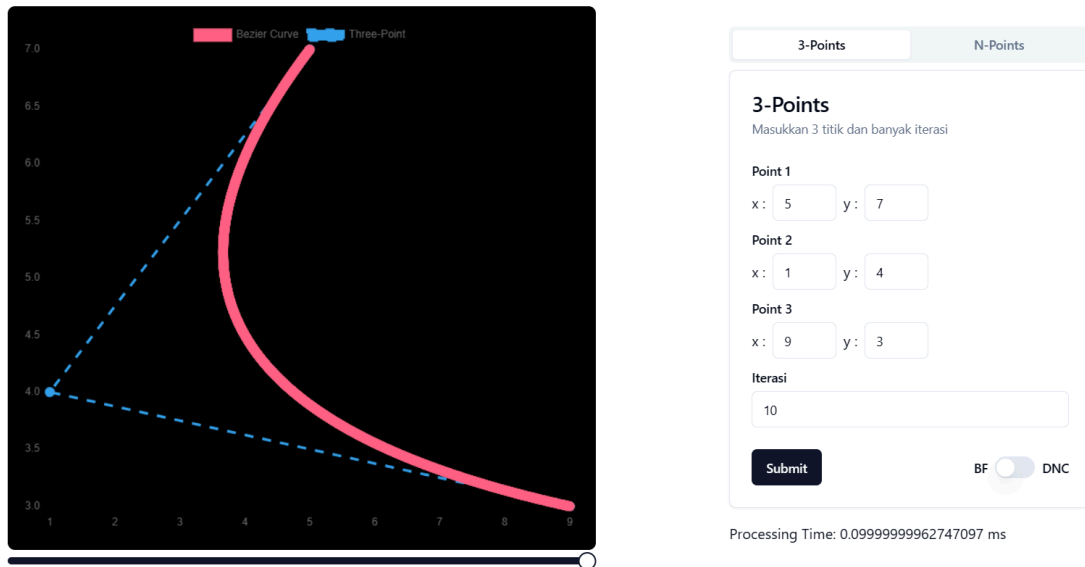 Bezier Curve Three-Point
7.0
6.5
6.0
5.5
5.0
4.5
4.0
3.5
3.0
1 2 3 4 5 6 7 8 9
3-Points N-Points
3-Points
Masukkan 3 titik dan banyak iterasi
Point 1
x : 5 y : 7
Point 2
x : 1 y : 4
Point 3
x : 9 y : 3
Iterasi
10
Submit BF DNC
Processing Time: 0.09999999962747097 ms